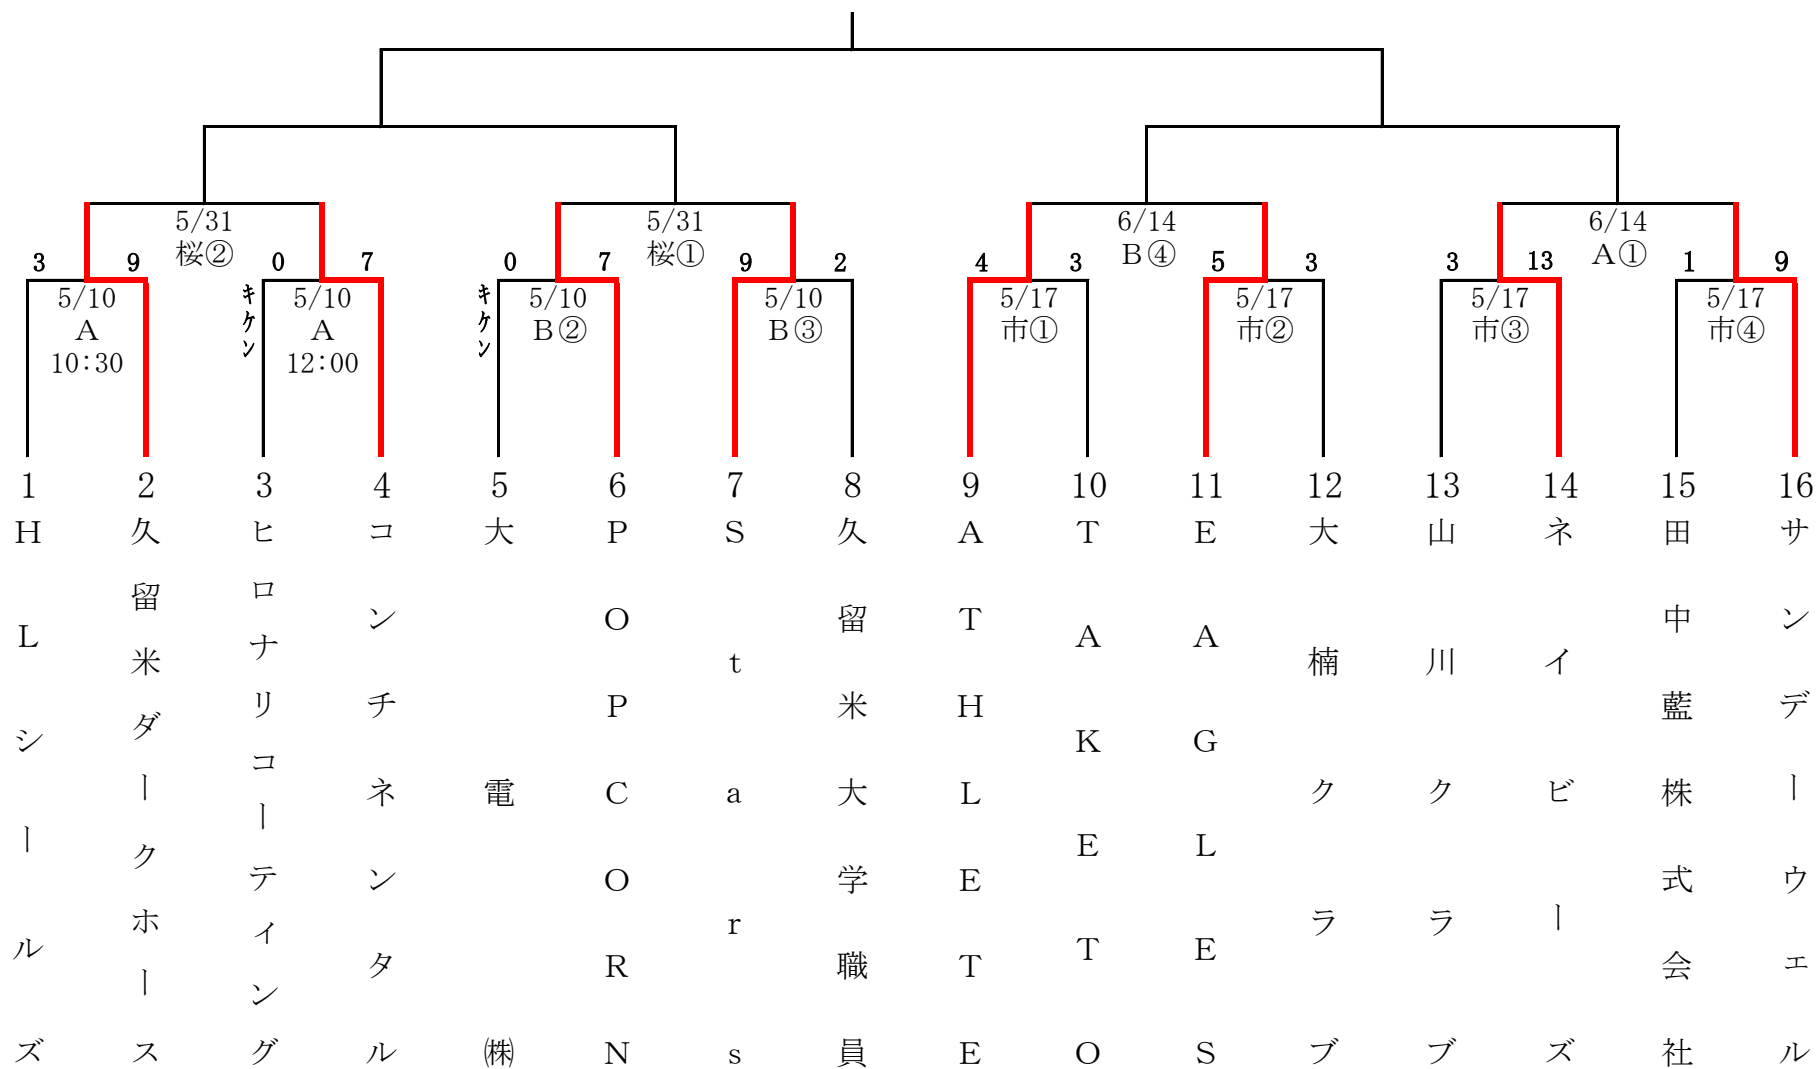 5/31
桜②
5/31
桜①
6/14
B④
6/14
A①
3 9
0 7
0 7
9 2
4 3
5 3
3 13
1 9
5/10
A
10:30
キケン
5/10
A
12:00
キケン
5/10
B②
5/10
B③
5/17
市①
5/17
市②
5/17
市③
5/17
市④
1 2 3 4 5 6 7 8 9 10 11 12 13 14 15 16
HLシールズ
久留米ダークホース
ヒロナリコーティング
コンチネンタル
大電㈱
POPCORN
Stars
久留米大学職員
ATHLETE
TAKETO
EAGLES
大楠クラブ
山川クラブ
ネイビーズ
田中藍株式会社
サンデーウェル